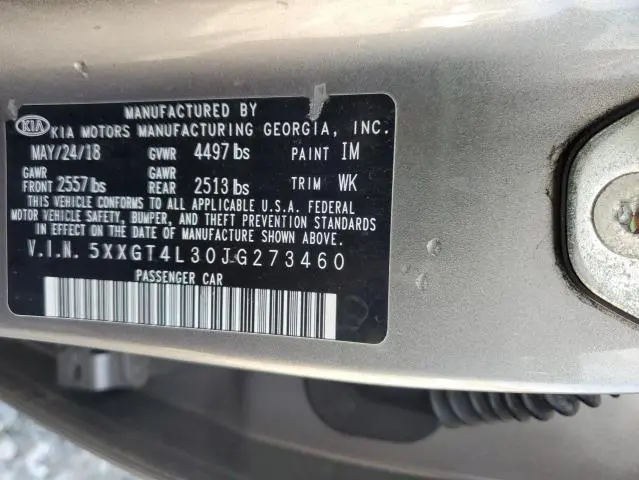 MANUFACTURED BY
KIA KIA MOTORS MANUFACTURING GEORGIA, INC.
MAY/24/18 GVWR 4497 lbs PAINT IM
GAWR FRONT 2557 lbs GAWR REAR 2513 lbs TRIM WK
THIS VEHICLE CONFORMS TO ALL APPLICABLE U.S.A. FEDERAL
MOTOR VEHICLE SAFETY, BUMPER, AND THEFT PREVENTION STANDARDS
IN EFFECT ON THE DATE OF MANUFACTURE SHOWN ABOVE.
V.I.N. 5XXGT4L30JG273460
PASSENGER CAR